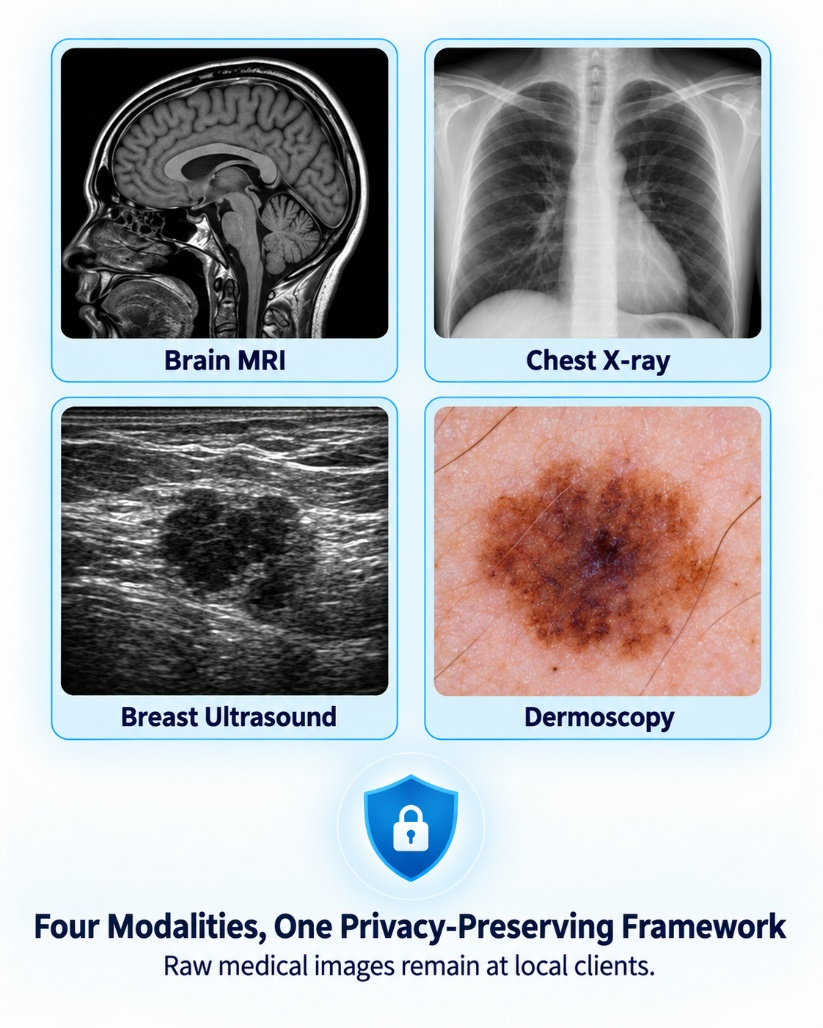 Brain MRI
Chest X-ray
Breast Ultrasound
Dermoscopy
Four Modalities, One Privacy-Preserving Framework
Raw medical images remain at local clients.